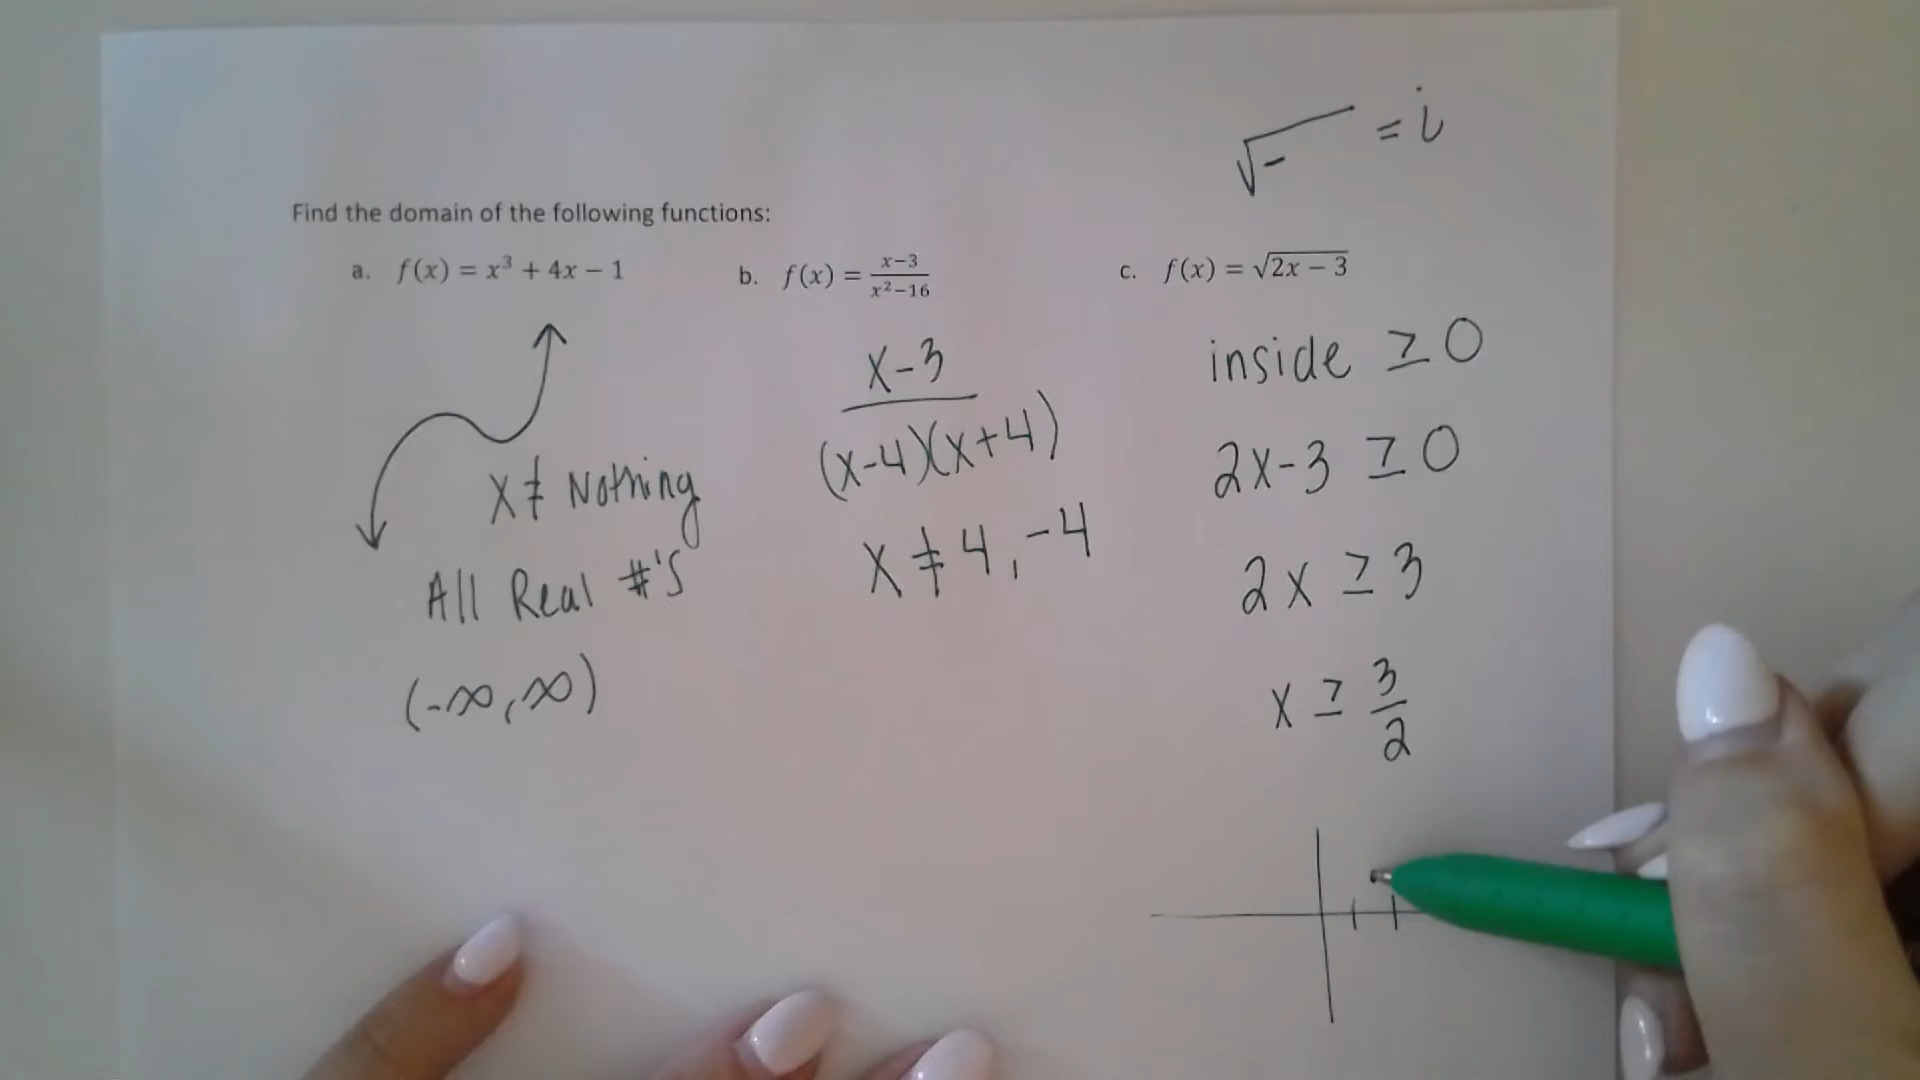 √- = i
Find the domain of the following functions:
a. f(x) = x³ + 4x − 1
b. f(x) = (x−3)/(x²−16)
c. f(x) = √(2x − 3)
X ≠ Nothing
All Real #'s
(-∞, ∞)
x-3
(x-4)(x+4)
x ≠ 4, -4
inside ≥ 0
2x-3 ≥ 0
2x ≥ 3
x ≥ 3/2